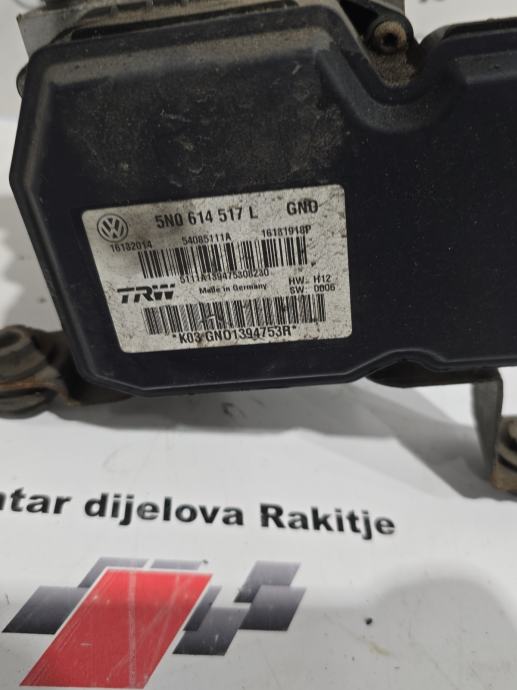 5N0 614 517 L GN0
16182014 54085111A 16181918P
5111A139475308230
TRW Made in Germany HW: H12
SW: 0006
*K03 GN01394753R*
ntar dijelova Rakitje